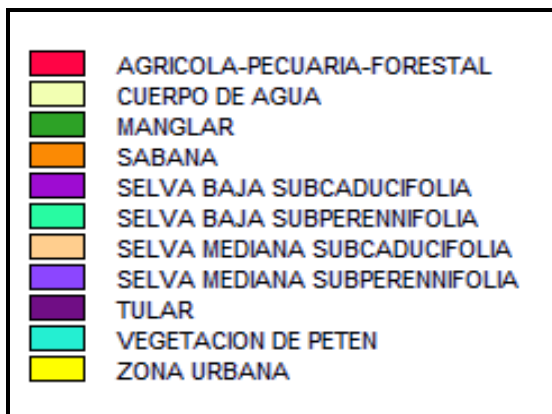 AGRICOLA-PECUARIA-FORESTAL
CUERPO DE AGUA
MANGLAR
SABANA
SELVA BAJA SUBCADUCIFOLIA
SELVA BAJA SUBPERENNIFOLIA
SELVA MEDIANA SUBCADUCIFOLIA
SELVA MEDIANA SUBPERENNIFOLIA
TULAR
VEGETACION DE PETEN
ZONA URBANA